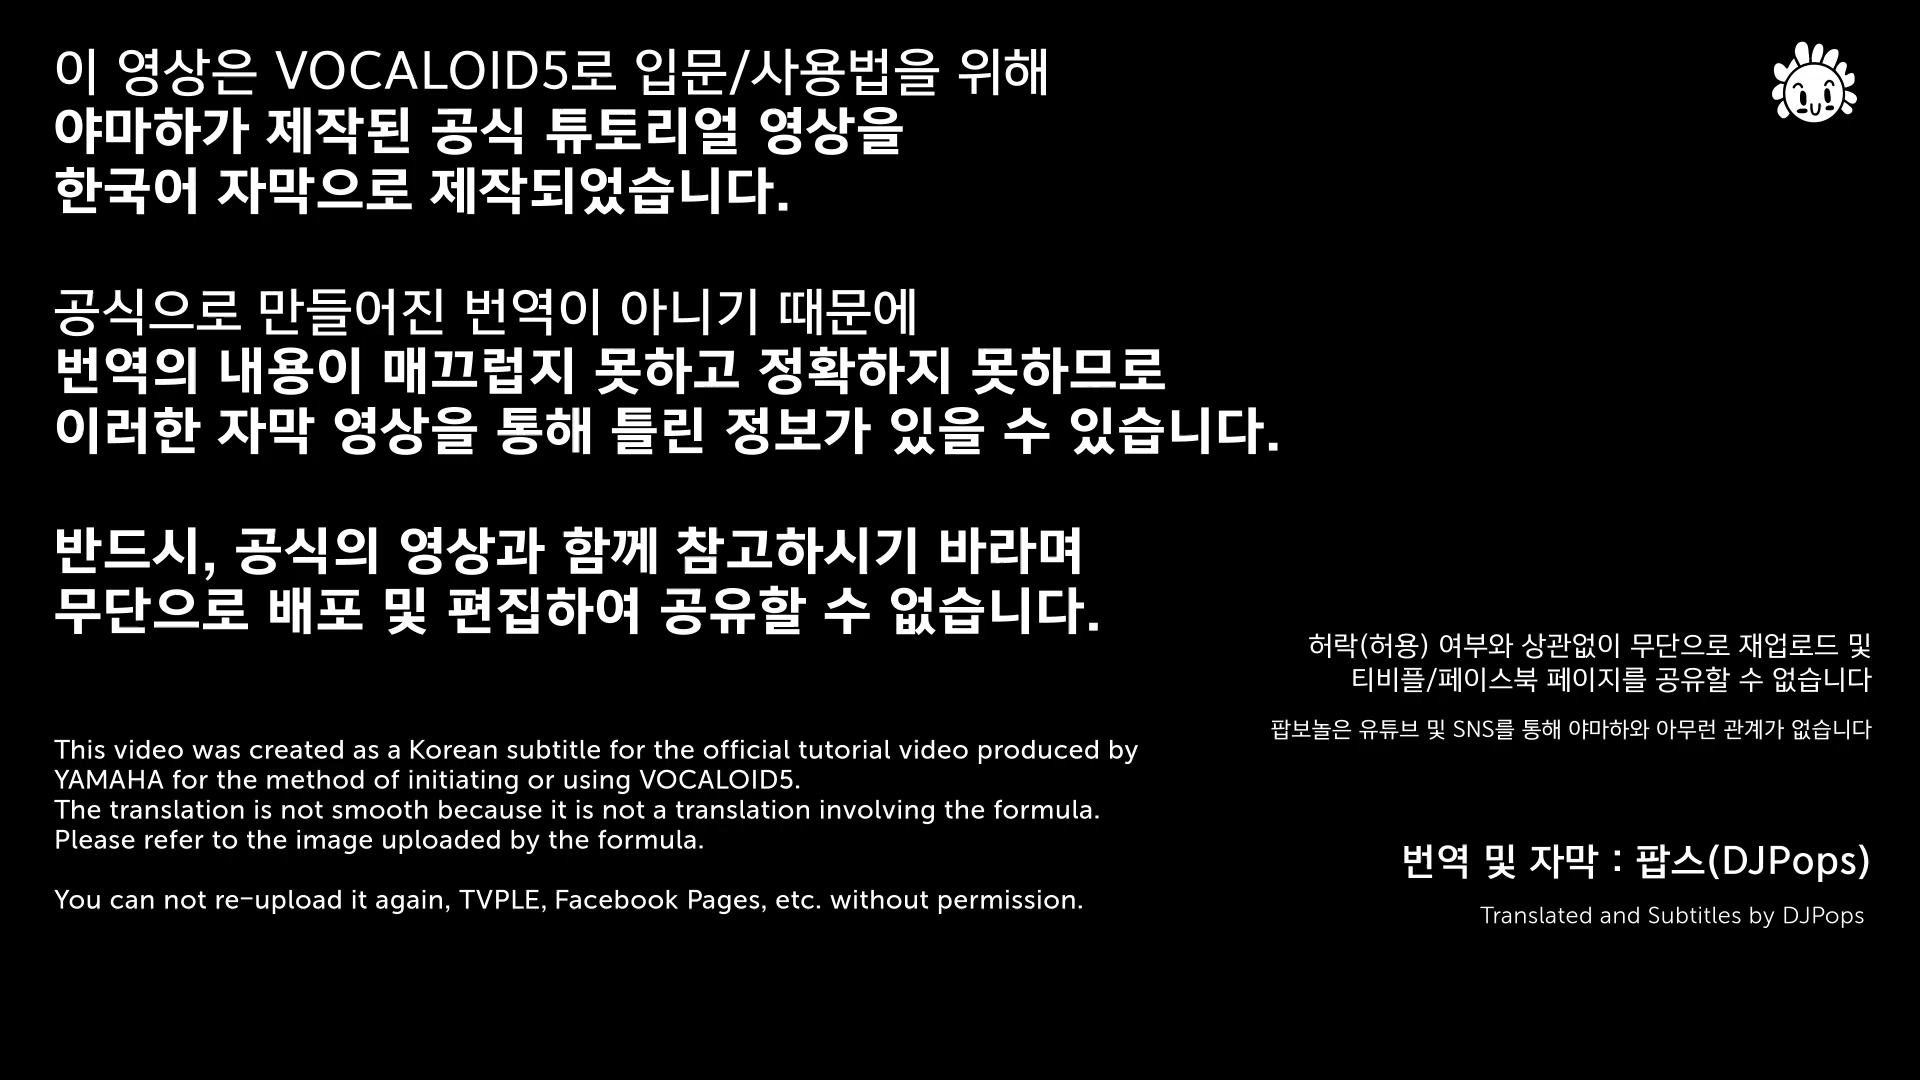 이 영상은 VOCALOID5로 입문/사용법을 위해
야마하가 제작된 공식 튜토리얼 영상을
한국어 자막으로 제작되었습니다.
공식으로 만들어진 번역이 아니기 때문에
번역의 내용이 매끄럽지 못하고 정확하지 못하므로
이러한 자막 영상을 통해 틀린 정보가 있을 수 있습니다.
반드시, 공식의 영상과 함께 참고하시기 바라며
무단으로 배포 및 편집하여 공유할 수 없습니다.
This video was created as a Korean subtitle for the official tutorial video produced by
YAMAHA for the method of initiating or using VOCALOID5.
The translation is not smooth because it is not a translation involving the formula.
Please refer to the image uploaded by the formula.
You can not re-upload it again, TVPLE, Facebook Pages, etc. without permission.
허락(허용) 여부와 상관없이 무단으로 재업로드 및
티비플/페이스북 페이지를 공유할 수 없습니다
팝보놀은 유튜브 및 SNS를 통해 야마하와 아무런 관계가 없습니다
번역 및 자막 : 팝스(DJPops)
Translated and Subtitles by DJPops